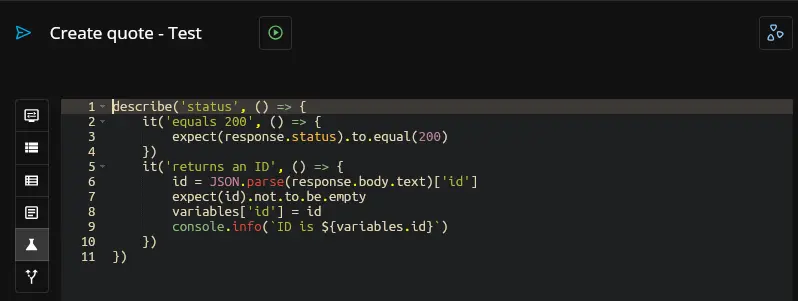 Create quote - Test
1 describe('status', () => {
2     it('equals 200', () => {
3         expect(response.status).to.equal(200)
4     })
5     it('returns an ID', () => {
6         id = JSON.parse(response.body.text)['id']
7         expect(id).not.to.be.empty
8         variables['id'] = id
9         console.info(`ID is ${variables.id}`)
10     })
11 })